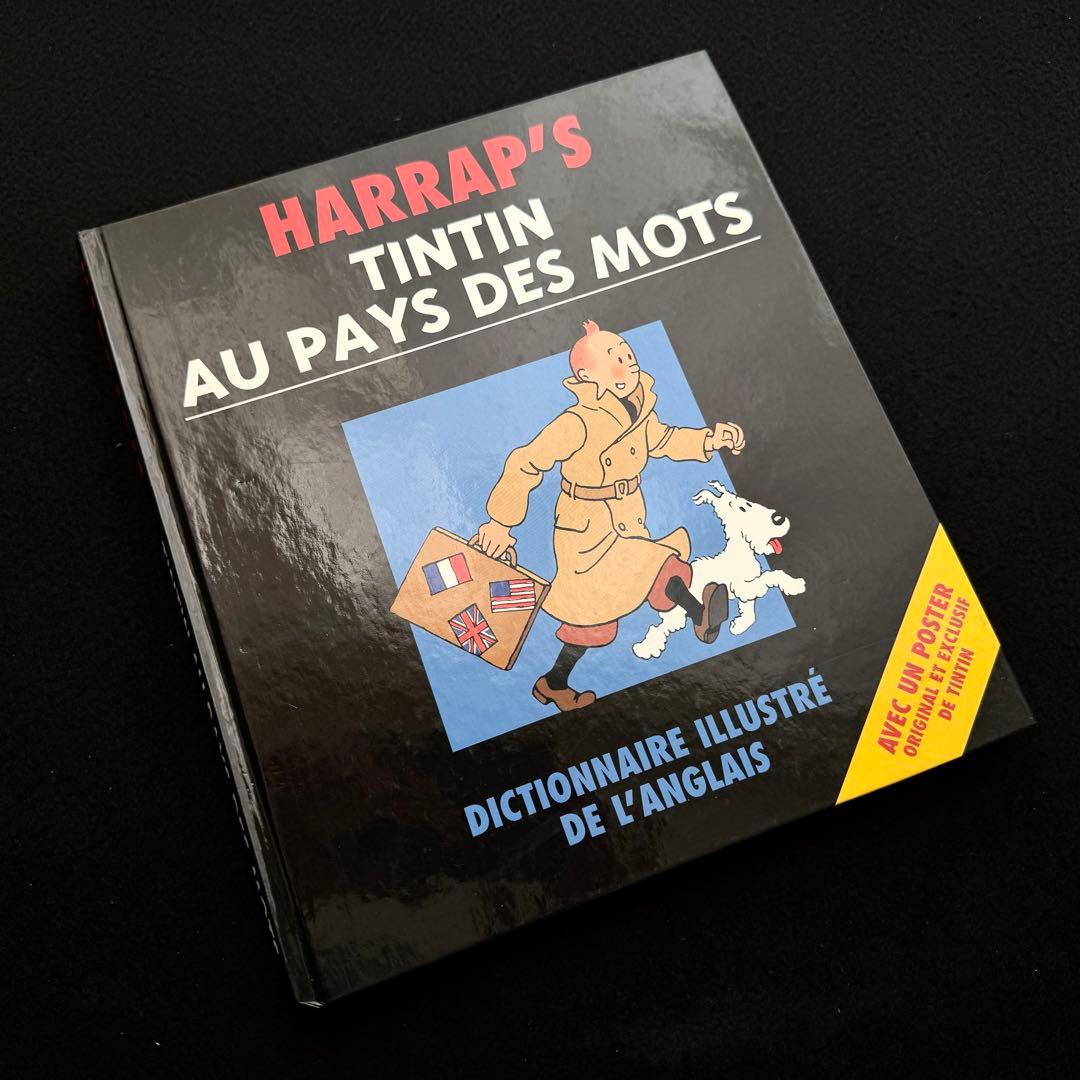 HARRAP'S
TINTIN
AU PAYS DES MOTS
DICTIONNAIRE ILLUSTRÉ
DE L'ANGLAIS
AVEC UN POSTER
ORIGINAL ET EXCLUSIF
DE TINTIN